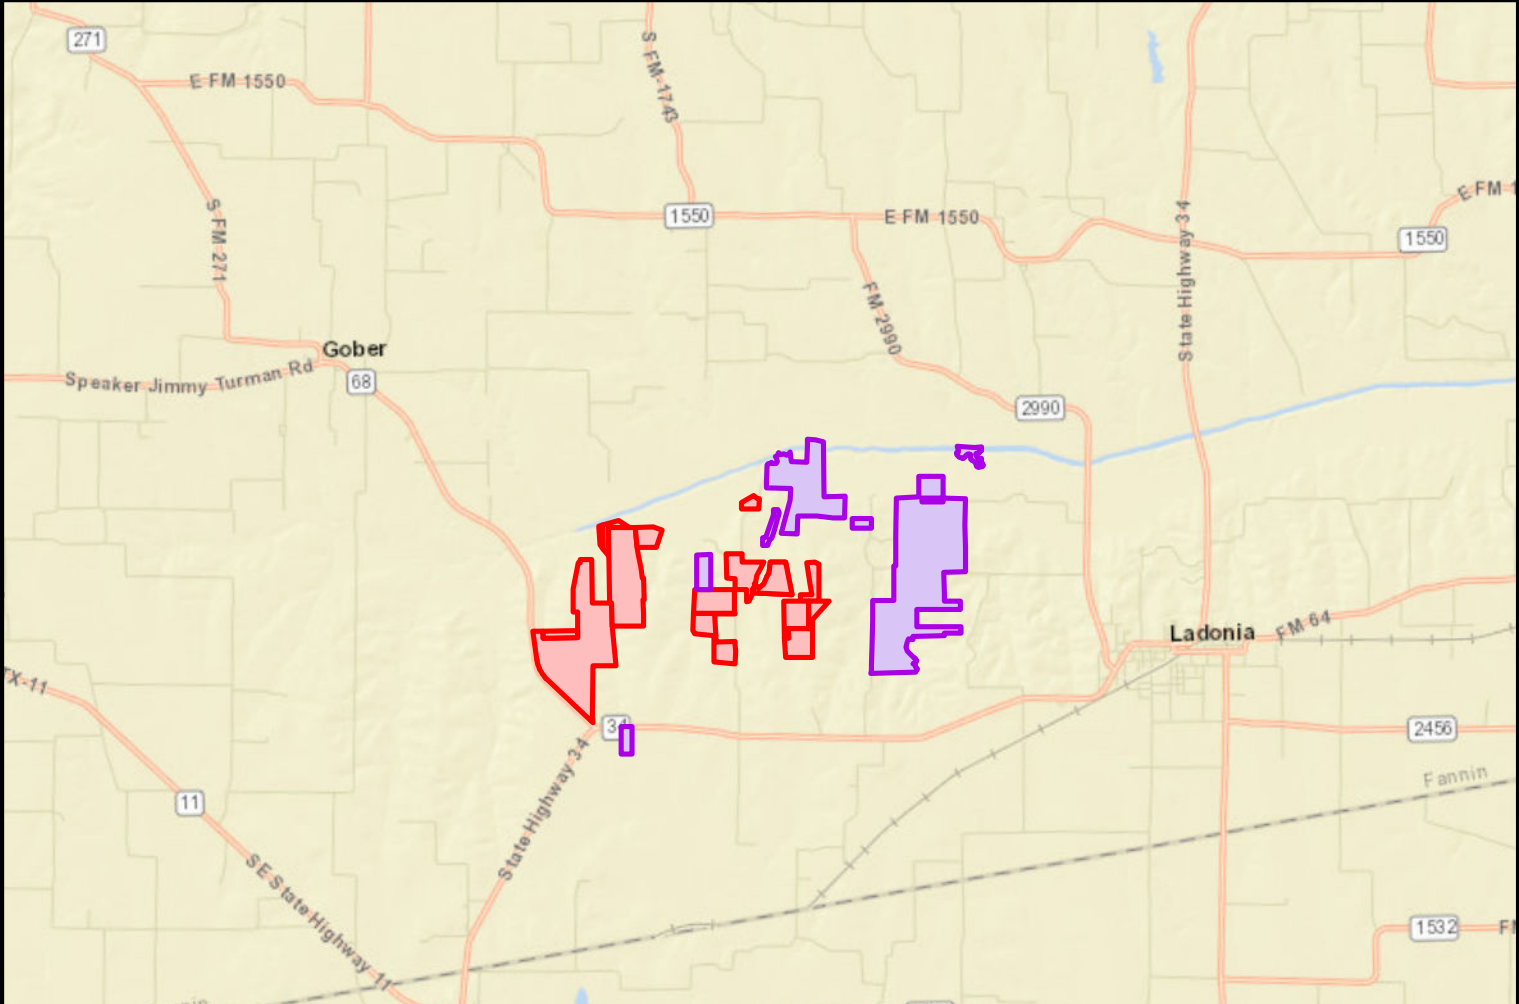 271
E FM 1550
S FM-1743
S FM 271
1550
E FM 1550
State Highway 34
E FM 1
1550
FM 2990
Gober
Speaker Jimmy Turman Rd
68
2990
Ladonia
FM 64
TX-11
34
2456
Fannin
11
State Highway 34
SE State Highway 11
1532
FM